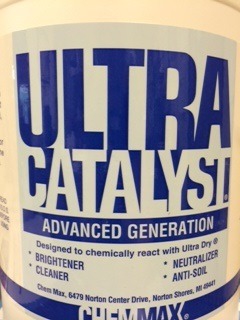 ULTRA
CATALYST®
ADVANCED GENERATION
Designed to chemically react with Ultra Dry ®
• BRIGHTENER • NEUTRALIZER
• CLEANER • ANTI-SOIL
Chem Max, 6479 Norton Center Drive, Norton Shores, MI 49441
CHEMMAX®